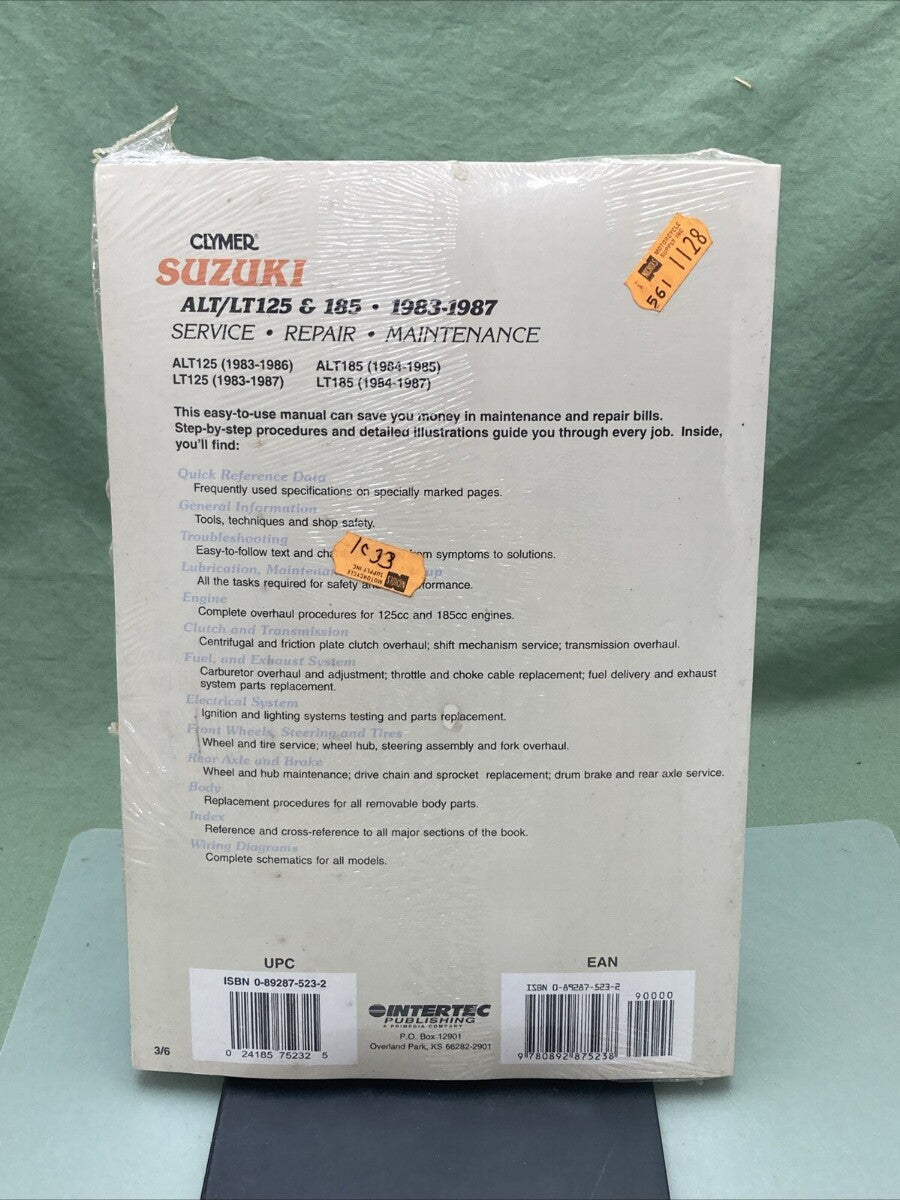 CLYMER®
SUZUKI
ALT/LT125 & 185 • 1983-1987
SERVICE • REPAIR • MAINTENANCE
ALT125 (1983-1986) ALT185 (1984-1985)
LT125 (1983-1987) LT185 (1984-1987)
This easy-to-use manual can save you money in maintenance and repair bills.
Step-by-step procedures and detailed illustrations guide you through every job. Inside,
you'll find:
Quick Reference Data
Frequently used specifications on specially marked pages.
General Information
Tools, techniques and shop safety.
Troubleshooting
Easy-to-follow text and symptoms to solutions.
Lubrication,
All the tasks required for safety
Engine
Complete overhaul procedures for 125cc and 185cc engines.
Clutch and Transmission
Centrifugal and friction plate clutch overhaul; shift mechanism service; transmission overhaul.
Fuel, and Exhaust System
Carburetor overhaul and adjustment; throttle and choke cable replacement; fuel delivery and exhaust
system parts replacement.
Electrical System
Ignition and lighting systems testing and parts replacement.
Front Wheels, Steering and Tires
Wheel and tire service; wheel hub, steering assembly and fork overhaul.
Rear Axle and Brake
Wheel and hub maintenance; drive chain and sprocket replacement; drum brake and rear axle service.
Body
Replacement procedures for all removable body parts.
Index
Reference and cross-reference to all major sections of the book.
Wiring Diagrams
Complete schematics for all models.
MOTORCYCLE
SUPPLY INC
561 1128
MOTORCYCLE
SUPPLY INC
UPC
ISBN 0-89287-523-2
0 24185 75232 5
INTERTEC
PUBLISHING
A PRIMEDIA COMPANY
P.O. Box 12901
Overland Park, KS 66282-2901
EAN
ISBN 0-89287-523-2
90000
9 780892 875238
3/6